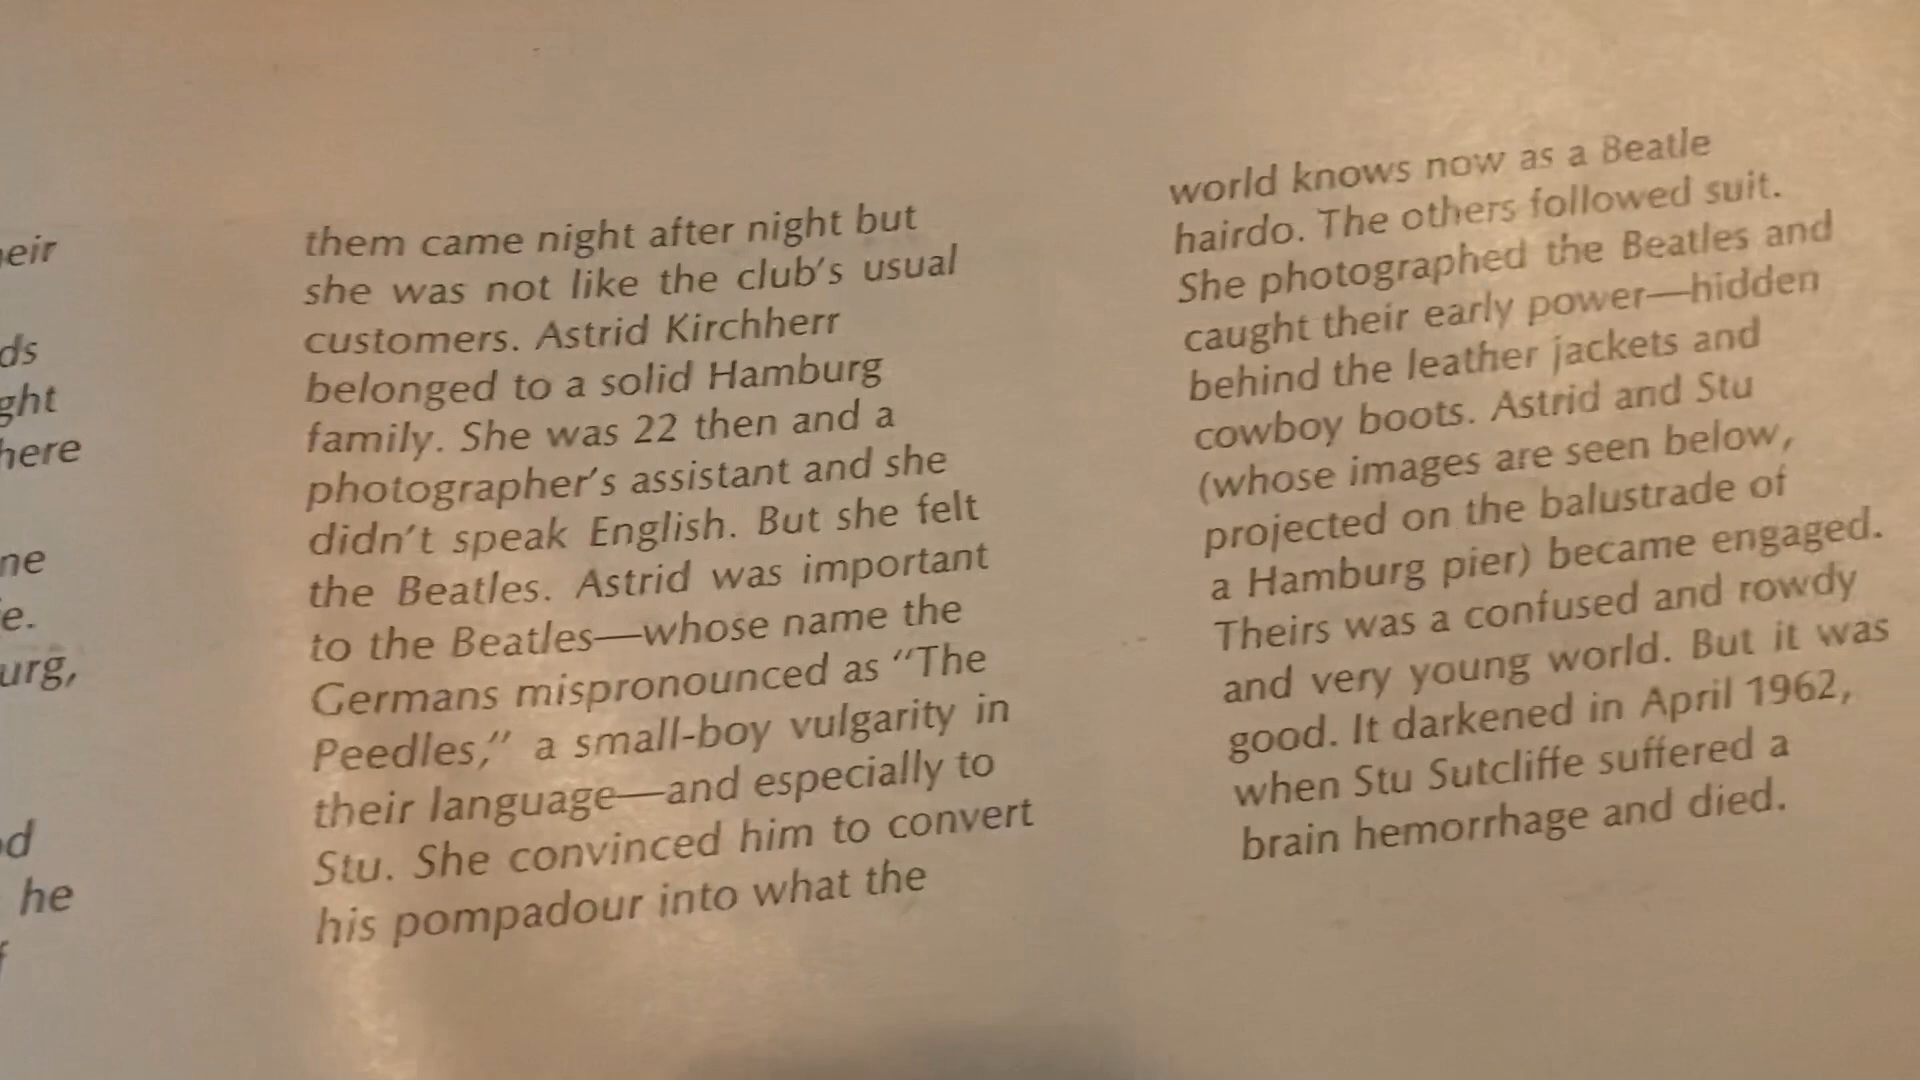 eir
ds
ght
here
ne
e.
urg,
d
he
them came night after night but
she was not like the club's usual
customers. Astrid Kirchherr
belonged to a solid Hamburg
family. She was 22 then and a
photographer's assistant and she
didn't speak English. But she felt
the Beatles. Astrid was important
to the Beatles—whose name the
Germans mispronounced as "The
Peedles," a small-boy vulgarity in
their language—and especially to
Stu. She convinced him to convert
his pompadour into what the
world knows now as a Beatle
hairdo. The others followed suit.
She photographed the Beatles and
caught their early power—hidden
behind the leather jackets and
cowboy boots. Astrid and Stu
(whose images are seen below,
projected on the balustrade of
a Hamburg pier) became engaged.
Theirs was a confused and rowdy
and very young world. But it was
good. It darkened in April 1962,
when Stu Sutcliffe suffered a
brain hemorrhage and died.